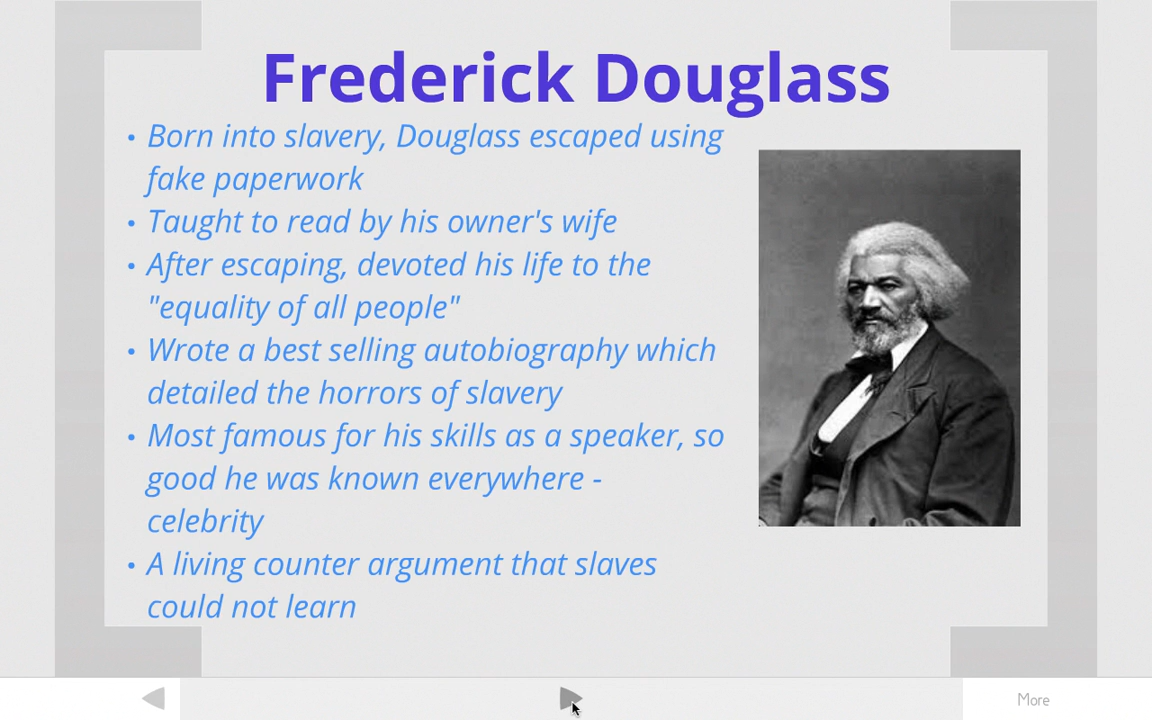 Frederick Douglass
• Born into slavery, Douglass escaped using
fake paperwork
• Taught to read by his owner's wife
• After escaping, devoted his life to the
"equality of all people"
• Wrote a best selling autobiography which
detailed the horrors of slavery
• Most famous for his skills as a speaker, so
good he was known everywhere -
celebrity
• A living counter argument that slaves
could not learn
More